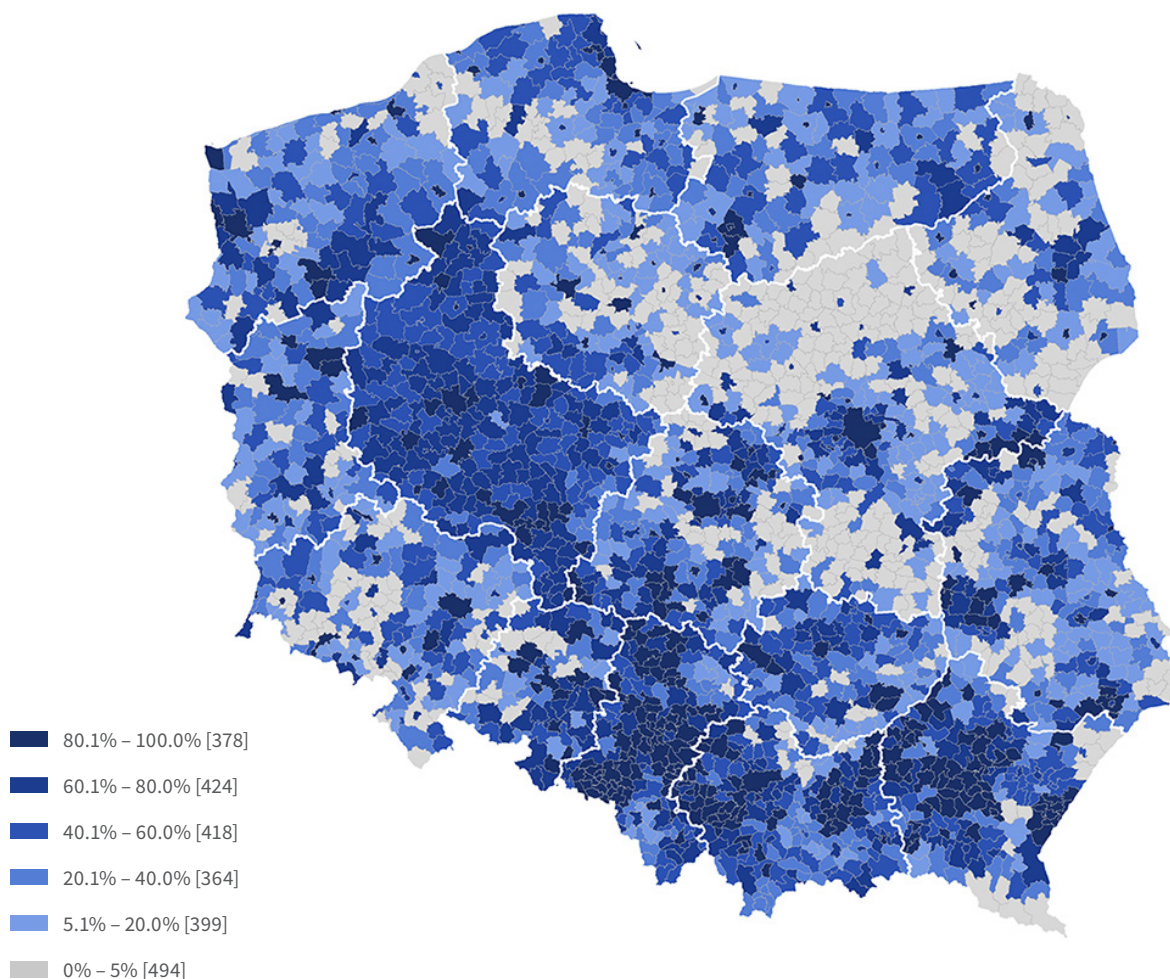 80.1% – 100.0% [378]
60.1% – 80.0% [424]
40.1% – 60.0% [418]
20.1% – 40.0% [364]
5.1% – 20.0% [399]
0% – 5% [494]